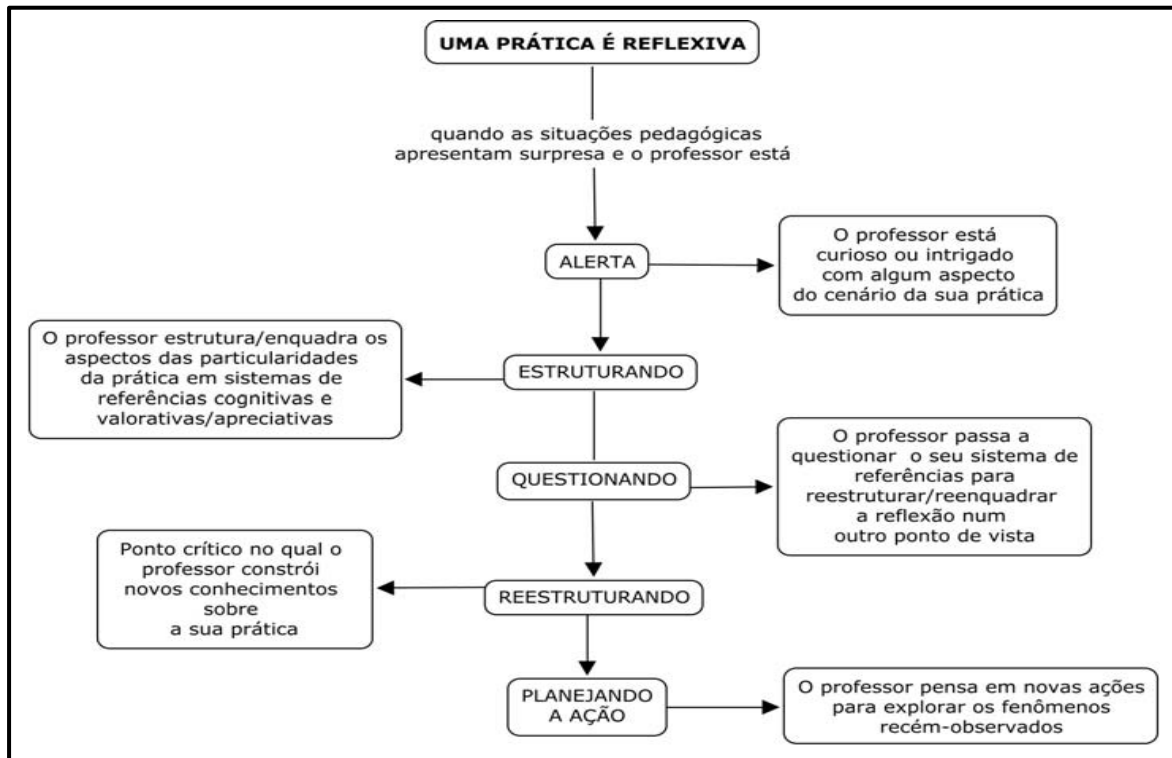 UMA PRÁTICA É REFLEXIVA
quando as situações pedagógicas
apresentam surpresa e o professor está
ALERTA
O professor está
curioso ou intrigado
com algum aspecto
do cenário da sua prática
ESTRUTURANDO
O professor estrutura/enquadra os
aspectos das particularidades
da prática em sistemas de
referências cognitivas e
valorativas/apreciativas
QUESTIONANDO
O professor passa a
questionar o seu sistema de
referências para
reestruturar/reenquadrar
a reflexão num
outro ponto de vista
REESTRUTURANDO
Ponto crítico no qual o
professor constrói
novos conhecimentos
sobre
a sua prática
PLANEJANDO
A AÇÃO
O professor pensa em novas ações
para explorar os fenômenos
recém-observados